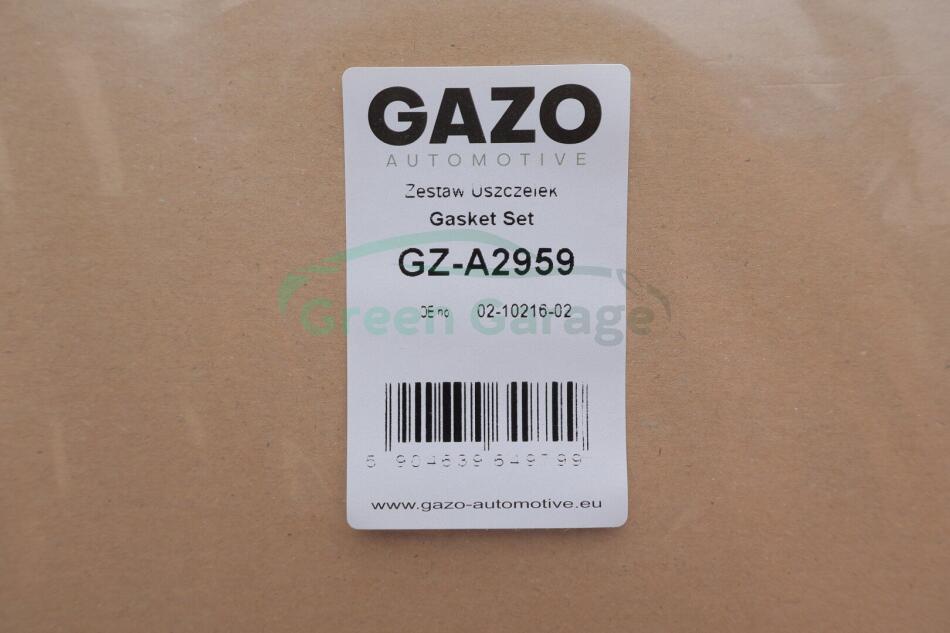 GAZO
AUTOMOTIVE
Zestaw Uszczelek
Gasket Set
GZ-A2959
OE no 02-10216-02
Green Garage
5 904639 649799
www.gazo-automotive.eu